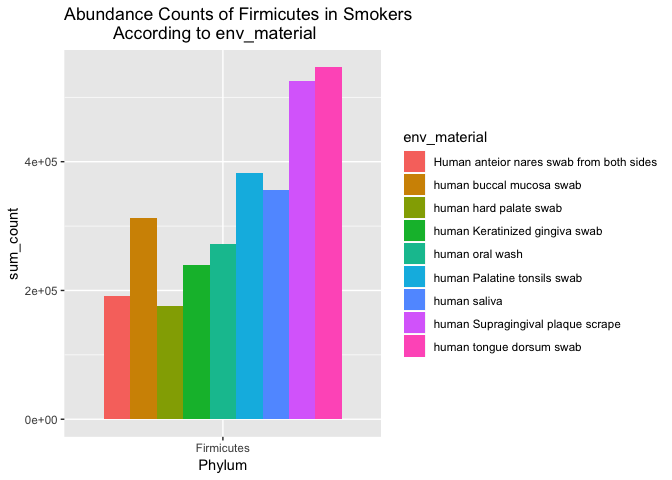 Abundance Counts of Firmicutes in Smokers
According to env_material
sum_count
4e+05
2e+05
0e+00
Firmicutes
Phylum
env_material
Human anteior nares swab from both sides
human buccal mucosa swab
human hard palate swab
human Keratinized gingiva swab
human oral wash
human Palatine tonsils swab
human saliva
human Supragingival plaque scrape
human tongue dorsum swab